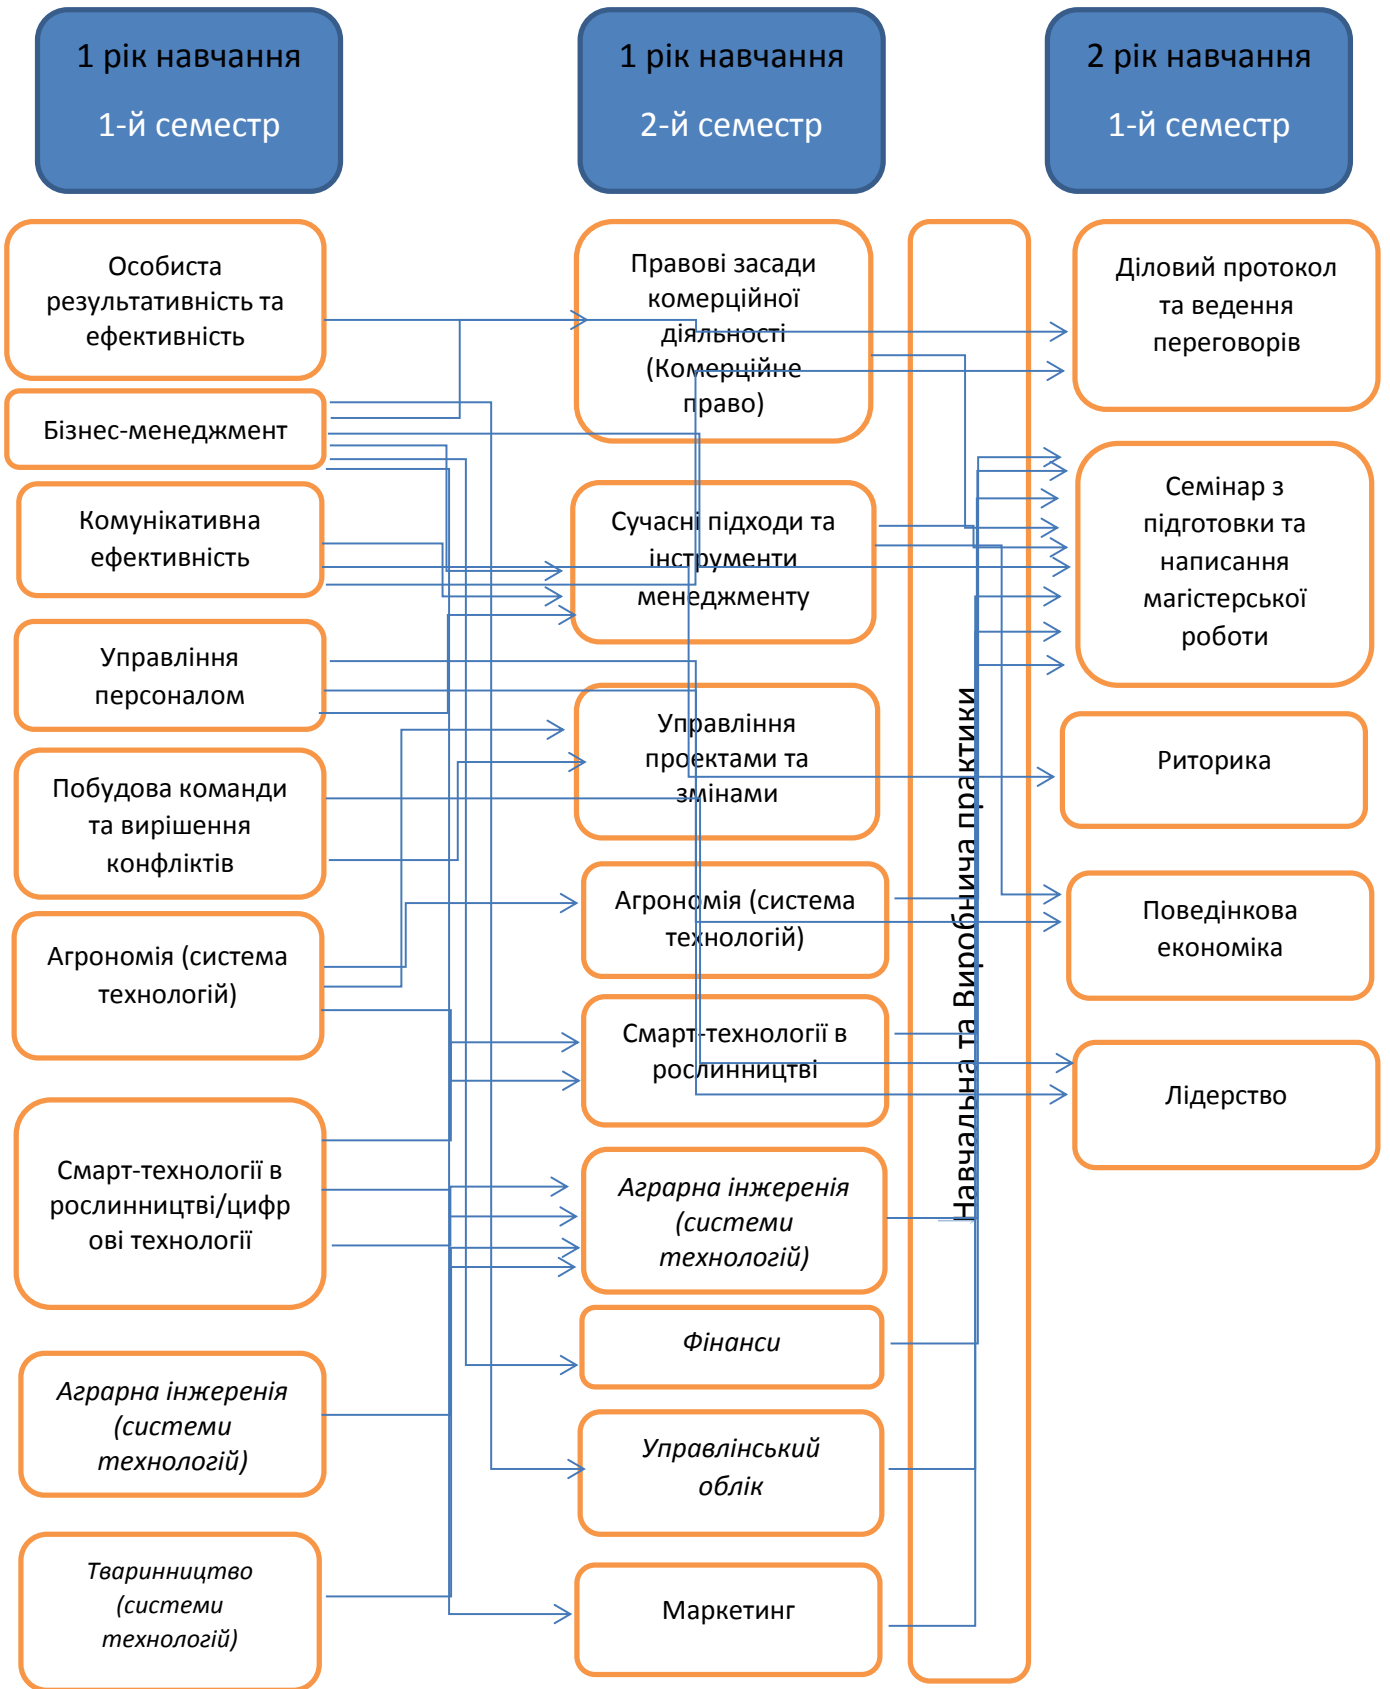 1 рік навчання
1-й семестр
1 рік навчання
2-й семестр
2 рік навчання
1-й семестр
Особиста
результативність та
ефективність
Бізнес-менеджмент
Комунікативна
ефективність
Управління
персоналом
Побудова команди
та вирішення
конфліктів
Агрономія (система
технологій)
Смарт-технології в
рослинництві/цифр
ові технології
Аграрна інжеренія
(системи
технологій)
Тваринництво
(системи
технологій)
Правові засади
комерційної
діяльності
(Комерційне
право)
Сучасні підходи та
інструменти
менеджменту
Управління
проектами та
змінами
Агрономія (система
технологій)
Смарт-технології в
рослинництві
Аграрна інжеренія
(системи
технологій)
Фінанси
Управлінський
облік
Маркетинг
Навчальна та Виробнича практики
Діловий протокол
та ведення
переговорів
Семінар з
підготовки та
написання
магістерської
роботи
Риторика
Поведінкова
економіка
Лідерство